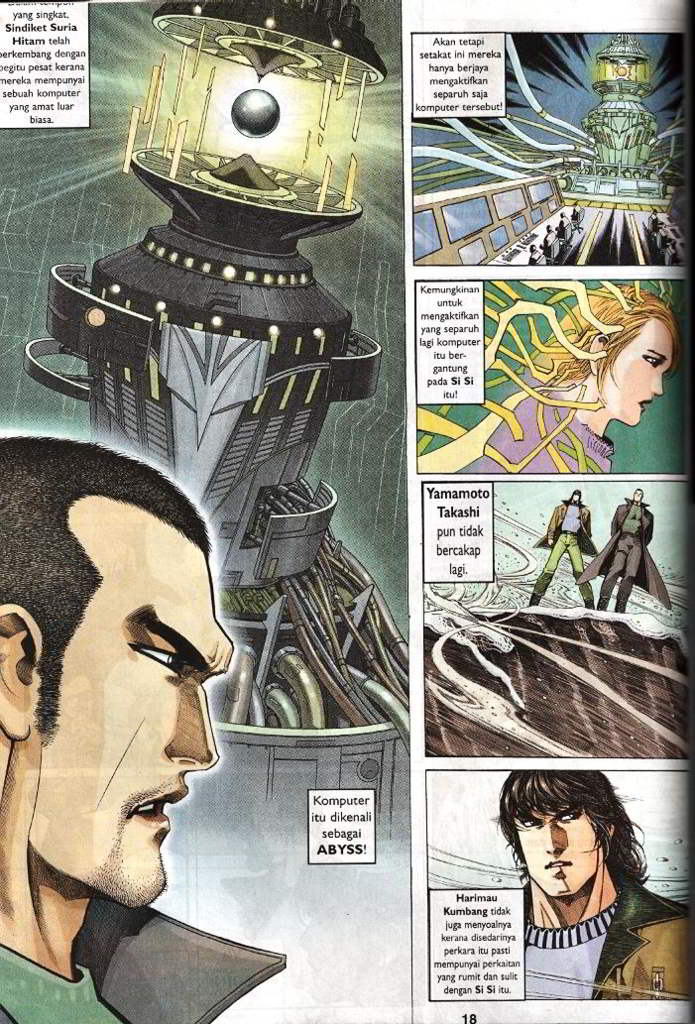 yang singkat,
Sindiket Suria
Hitam telah
berkembang dengan
begitu pesat kerana
mereka mempunyai
sebuah komputer
yang amat luar
biasa.
Komputer
itu dikenali
sebagai
ABYSS!
Akan tetapi
setakat ini mereka
hanya berjaya
mengaktifkan
separuh saja
komputer tersebut!
Kemungkinan
untuk
mengaktifkan
yang separuh
lagi komputer
itu ber-
gantung
pada Si Si
itu!
Yamamoto
Takashi
pun tidak
bercakap
lagi.
Harimau
Kumbang tidak
juga menyoalnya
kerana disedarinya
perkara itu pasti
mempunyai perkaitan
yang rumit dan sulit
dengan Si Si itu.
18